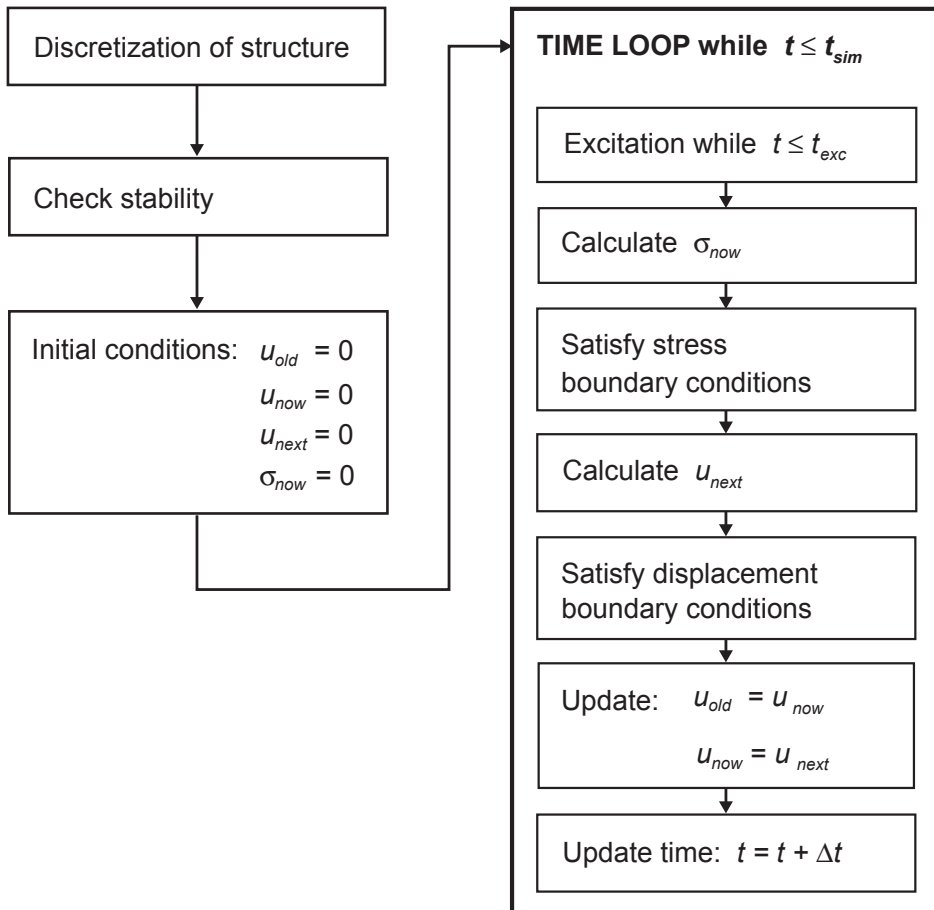 Discretization of structure
Check stability
Initial conditions: u_old = 0
u_now = 0
u_next = 0
σ_now = 0
TIME LOOP while t ≤ t_sim
Excitation while t ≤ t_exc
Calculate σ_now
Satisfy stress
boundary conditions
Calculate u_next
Satisfy displacement
boundary conditions
Update: u_old = u_now
u_now = u_next
Update time: t = t + Δt